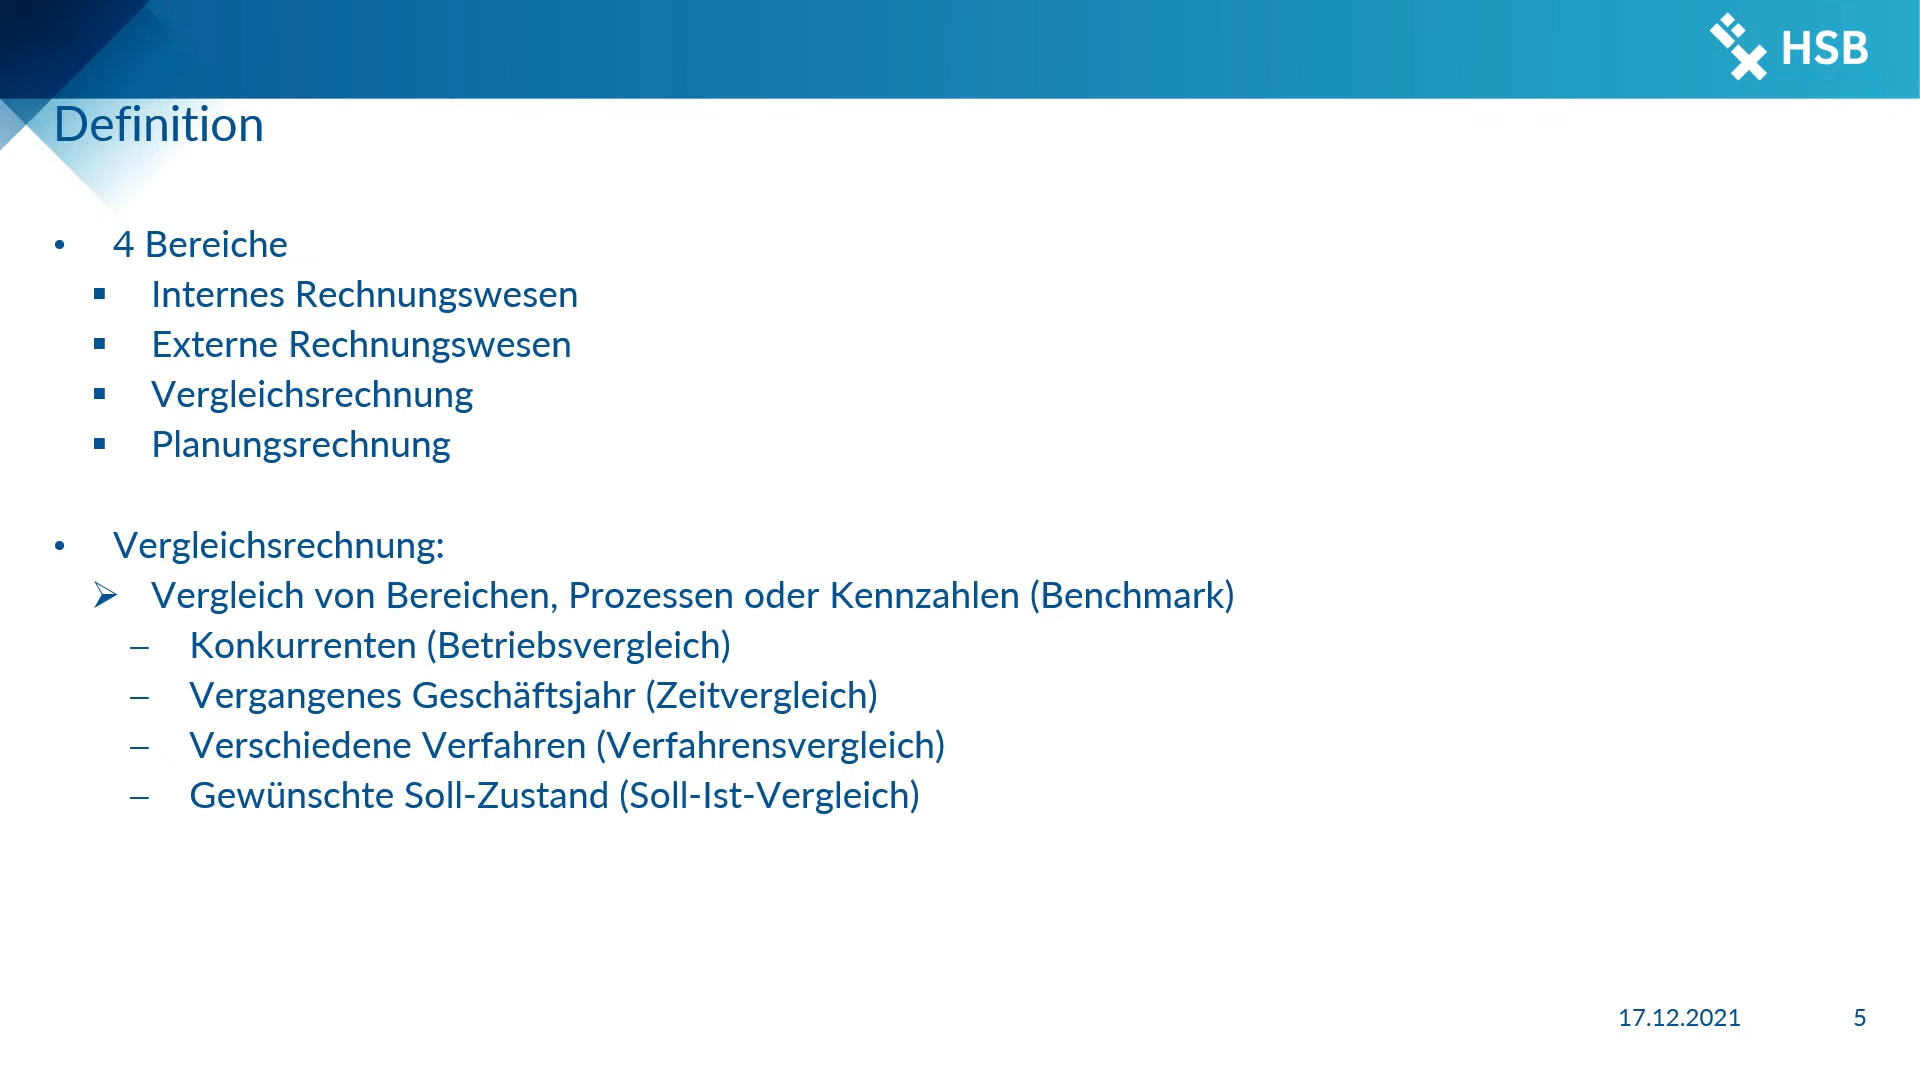 HSB
Definition
• 4 Bereiche
▪ Internes Rechnungswesen
▪ Externe Rechnungswesen
▪ Vergleichsrechnung
▪ Planungsrechnung
• Vergleichsrechnung:
➢ Vergleich von Bereichen, Prozessen oder Kennzahlen (Benchmark)
– Konkurrenten (Betriebsvergleich)
– Vergangenes Geschäftsjahr (Zeitvergleich)
– Verschiedene Verfahren (Verfahrensvergleich)
– Gewünschte Soll-Zustand (Soll-Ist-Vergleich)
17.12.2021 5